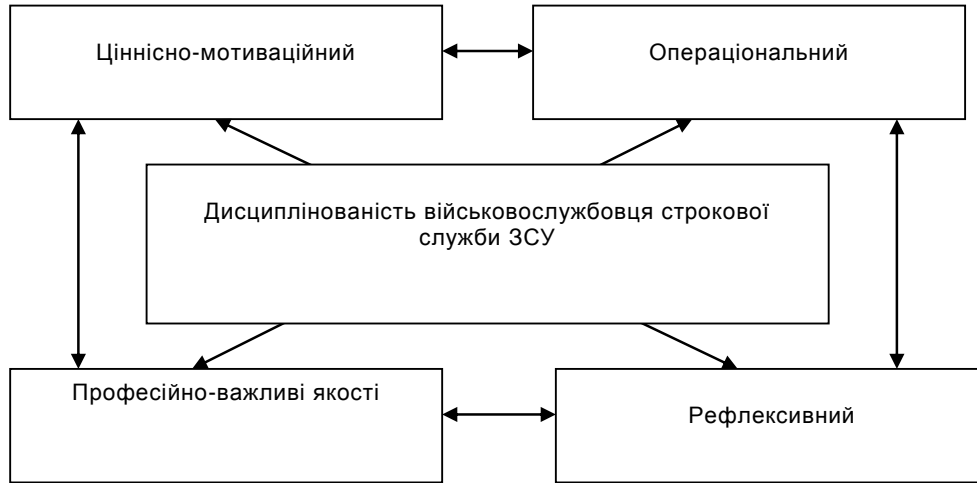 Ціннісно-мотиваційний
Операціональний
Дисциплінованість військовослужбовця строкової
служби ЗСУ
Професійно-важливі якості
Рефлексивний